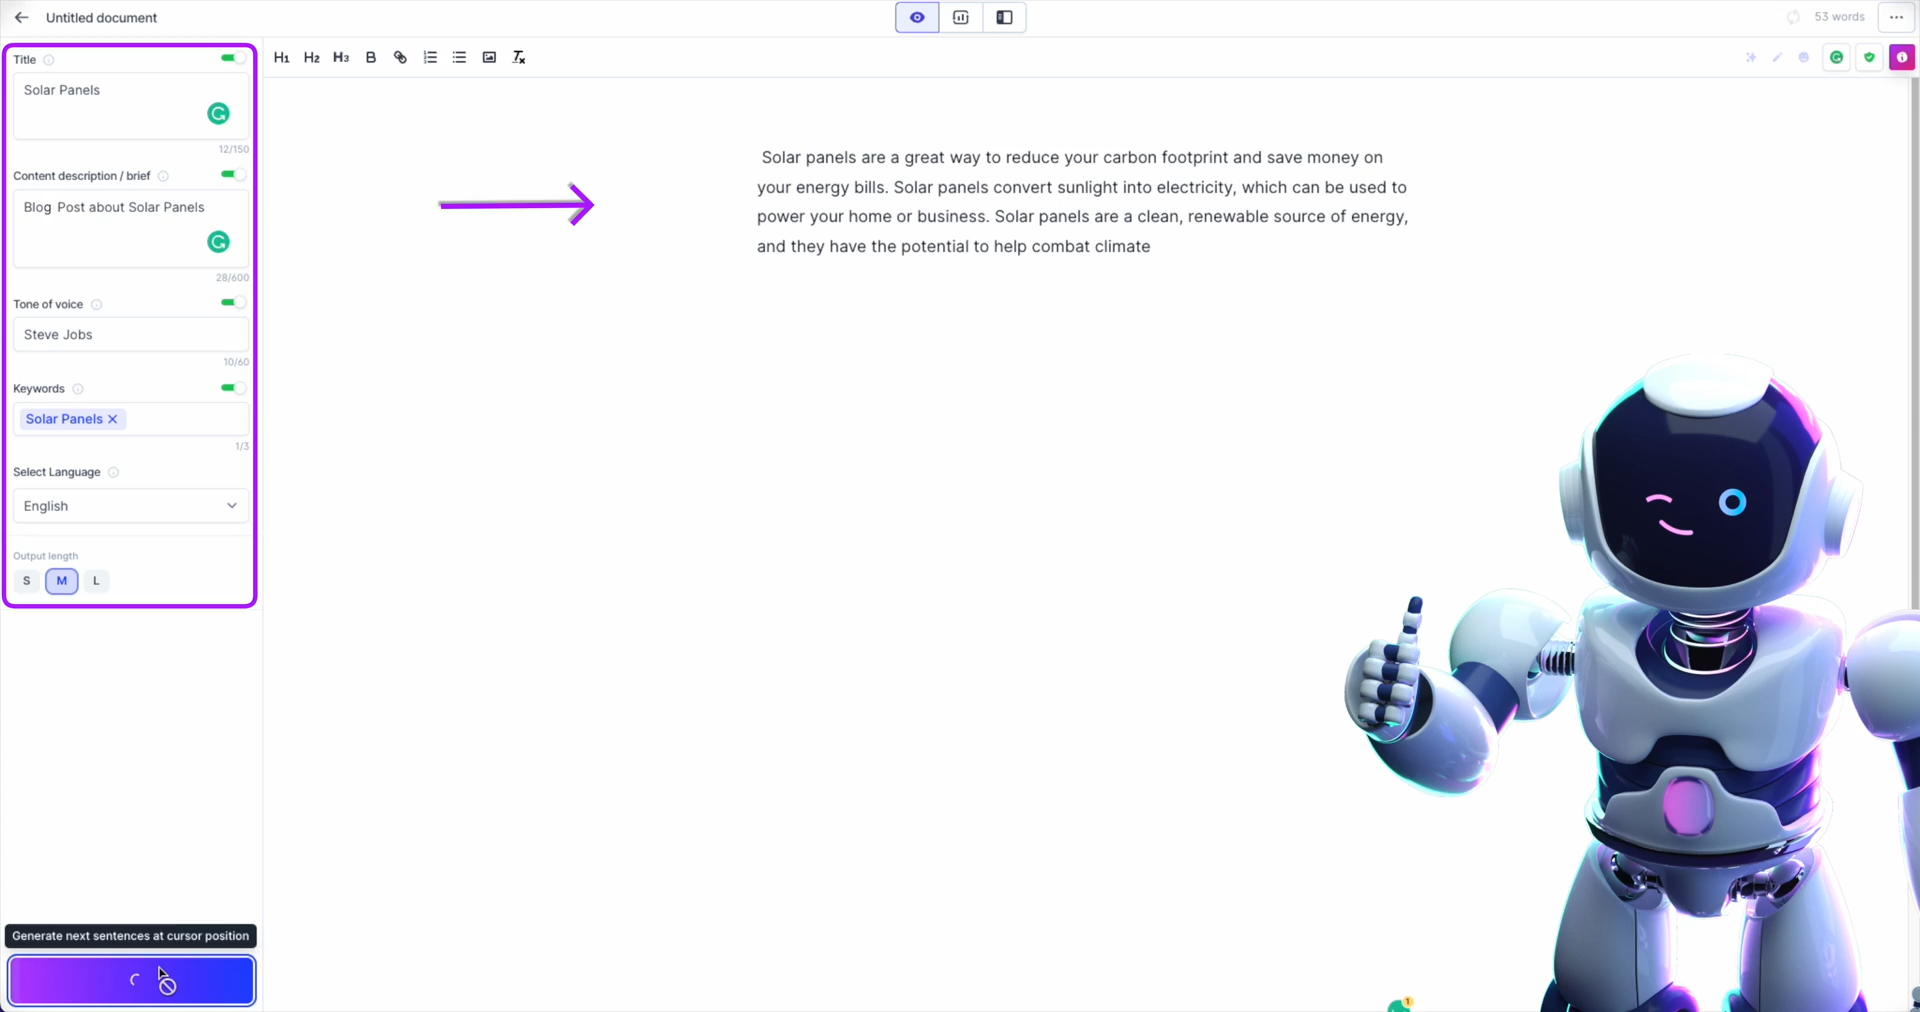 Untitled document
53 words
Title
H1 H2 H3 B
Solar Panels
12/150
Content description / brief
Blog Post about Solar Panels
28/600
Tone of voice
Steve Jobs
10/60
Keywords
Solar Panels
1/3
Select Language
English
Output length
S M L
Generate next sentences at cursor position
Solar panels are a great way to reduce your carbon footprint and save money on
your energy bills. Solar panels convert sunlight into electricity, which can be used to
power your home or business. Solar panels are a clean, renewable source of energy,
and they have the potential to help combat climate
1